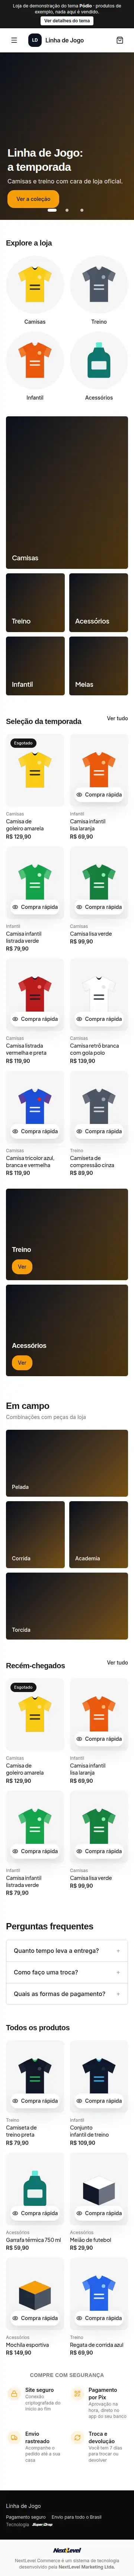 Loja de demonstração do tema Pódio · produtos de
exemplo, nada aqui é vendido.
Ver detalhes do tema
LD
Linha de Jogo
Linha de Jogo:
a temporada
Camisas e treino com cara de loja oficial.
Ver a coleção
Explore a loja
Camisas
Treino
Infantil
Acessórios
Camisas
Treino
Acessórios
Infantil
Meias
Seleção da temporada
Ver tudo
Esgotado
Compra rápida
Camisas
Camisa de
goleiro amarela
R$ 129,90
Infantil
Camisa infantil
lisa laranja
R$ 69,90
Compra rápida
Compra rápida
Infantil
Camisa infantil
listrada verde
R$ 79,90
Camisas
Camisa lisa verde
R$ 99,90
Compra rápida
Compra rápida
Camisas
Camisa listrada
vermelha e preta
R$ 119,90
Camisas
Camisa retrô branca
com gola polo
R$ 139,90
Compra rápida
Compra rápida
Camisas
Camisa tricolor azul,
branca e vermelha
R$ 119,90
Treino
Camiseta de
compressão cinza
R$ 89,90
Treino
Ver
Acessórios
Ver
Em campo
Combinações com peças da loja
Pelada
Corrida
Academia
Torcida
Recém-chegados
Ver tudo
Esgotado
Compra rápida
Camisas
Camisa de
goleiro amarela
R$ 129,90
Infantil
Camisa infantil
lisa laranja
R$ 69,90
Compra rápida
Compra rápida
Infantil
Camisa infantil
listrada verde
R$ 79,90
Camisas
Camisa lisa verde
R$ 99,90
Perguntas frequentes
Quanto tempo leva a entrega? +
Como faço uma troca? +
Quais as formas de pagamento? +
Todos os produtos
Compra rápida
Compra rápida
Treino
Camiseta de
treino preta
R$ 79,90
Infantil
Conjunto
infantil de treino
R$ 109,90
Compra rápida
Compra rápida
Acessórios
Garrafa térmica 750 ml
R$ 59,90
Acessórios
Meião de futebol
R$ 29,90
Compra rápida
Compra rápida
Acessórios
Mochila esportiva
R$ 149,90
Treino
Regata de corrida azul
R$ 69,90
COMPRE COM SEGURANÇA
Site seguro
Conexão
criptografada do
início ao fim
Pagamento
por Pix
Aprovação na
hora, direto no
app do seu banco
Envio
rastreado
Acompanhe o
pedido até a sua
casa
Troca e
devolução
Você tem 7 dias
para trocar ou
devolver
Linha de Jogo
Pagamento seguro Envio para todo o Brasil
Tecnologia
NextLevel
NextLevel Commerce é um sistema de tecnologia
desenvolvido pela NextLevel Marketing Ltda.